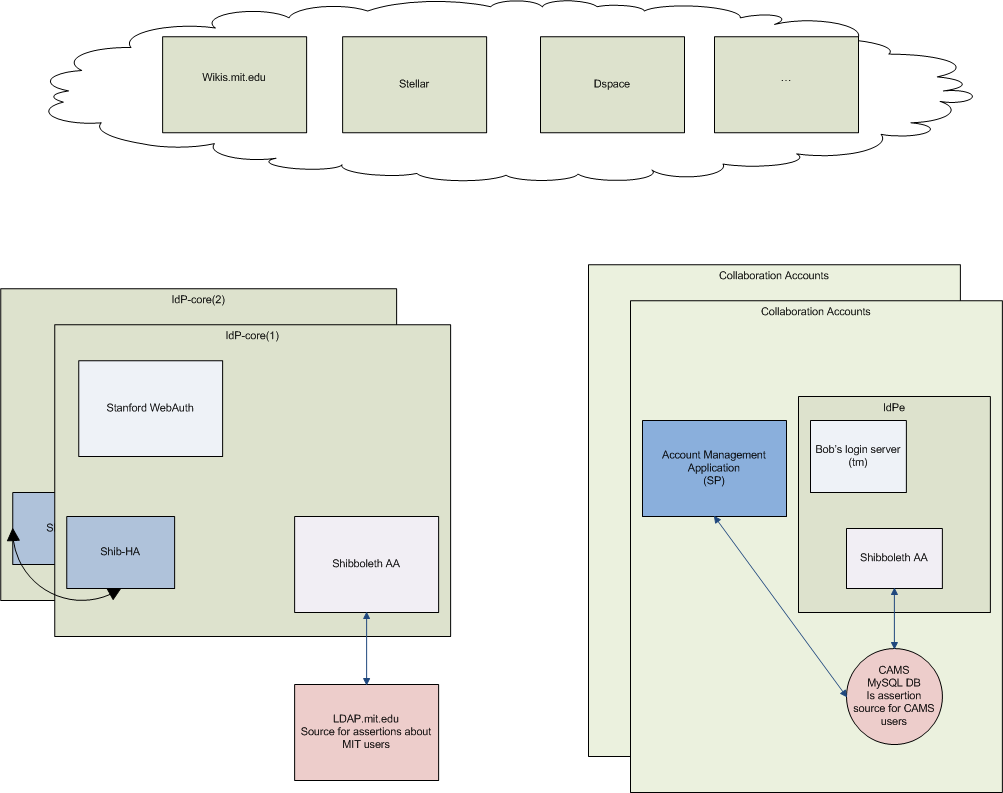 Wikis.mit.edu
Stellar
Dspace
...
IdP-core(2)
IdP-core(1)
Stanford WebAuth
S
Shib-HA
Shibboleth AA
LDAP.mit.edu
Source for assertions about
MIT users
Collaboration Accounts
Collaboration Accounts
IdPe
Account Management
Application
(SP)
Bob's login server
(tm)
Shibboleth AA
CAMS
MySQL DB
Is assertion
source for CAMS
users